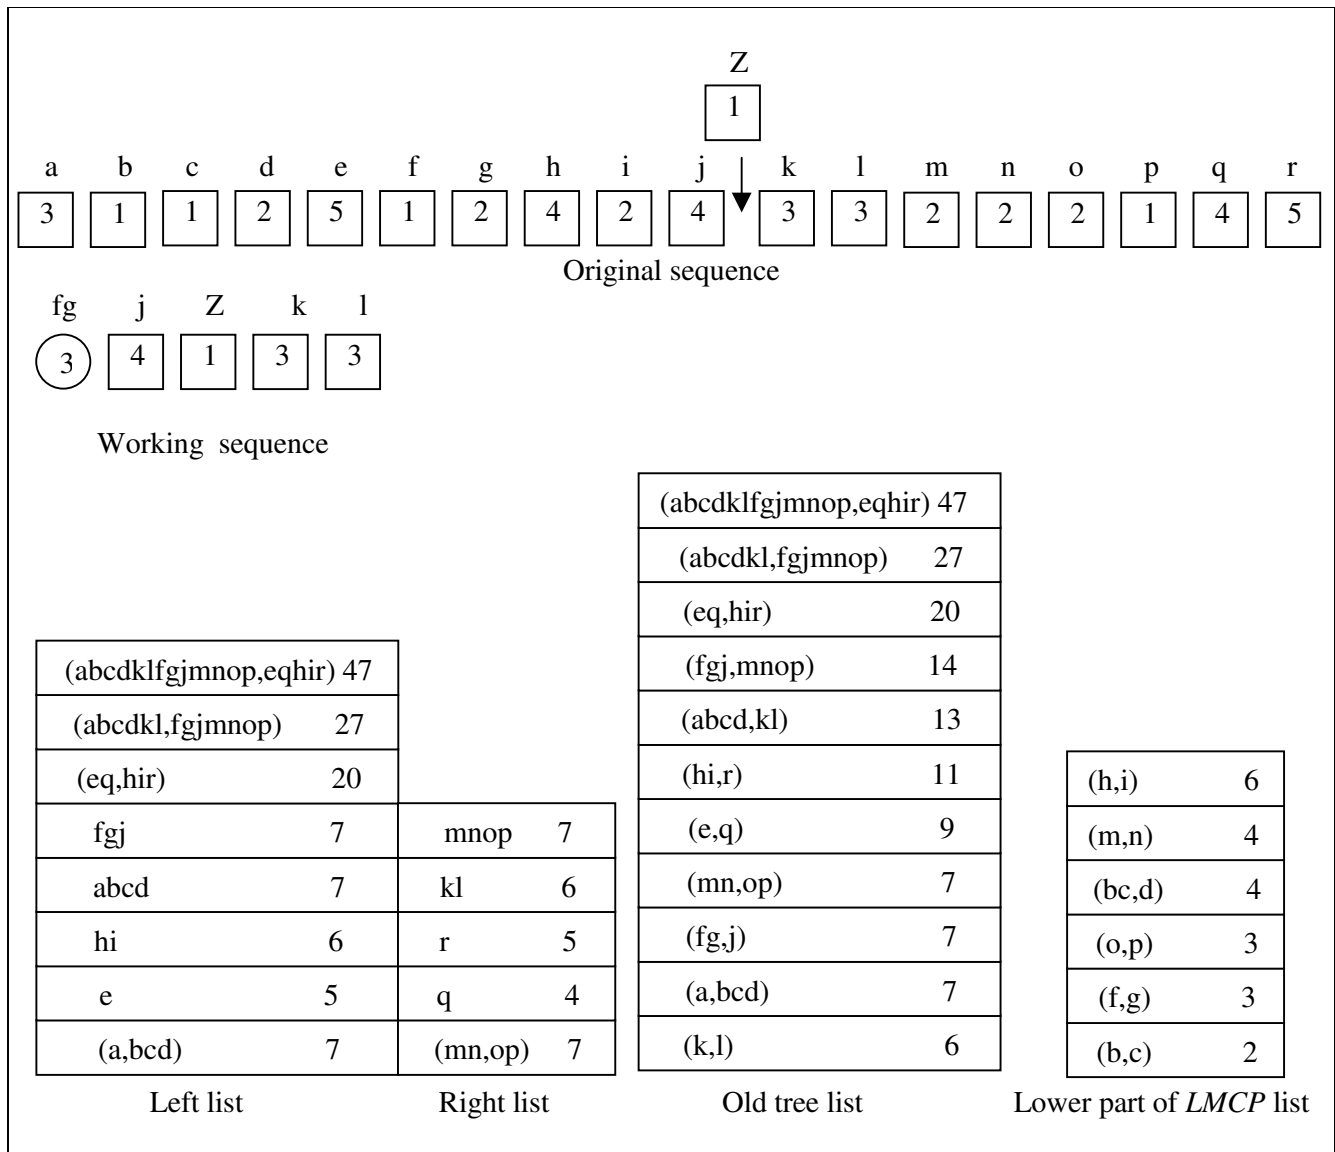 Z
1
a b c d e f g h i j k l m n o p q r
3 1 1 2 5 1 2 4 2 4 3 3 2 2 2 1 4 5
Original sequence
fg j Z k l
3 4 1 3 3
Working sequence
(abcdklfgjmnop,eqhir) 47
(abcdkl,fgjmnop) 27
(eq,hir) 20
fgj 7
abcd 7
hi 6
e 5
(a,bcd) 7
Left list
mnop 7
kl 6
r 5
q 4
(mn,op) 7
Right list
(abcdklfgjmnop,eqhir) 47
(abcdkl,fgjmnop) 27
(eq,hir) 20
(fgj,mnop) 14
(abcd,kl) 13
(hi,r) 11
(e,q) 9
(mn,op) 7
(fg,j) 7
(a,bcd) 7
(k,l) 6
Old tree list
(h,i) 6
(m,n) 4
(bc,d) 4
(o,p) 3
(f,g) 3
(b,c) 2
Lower part of LMCP list